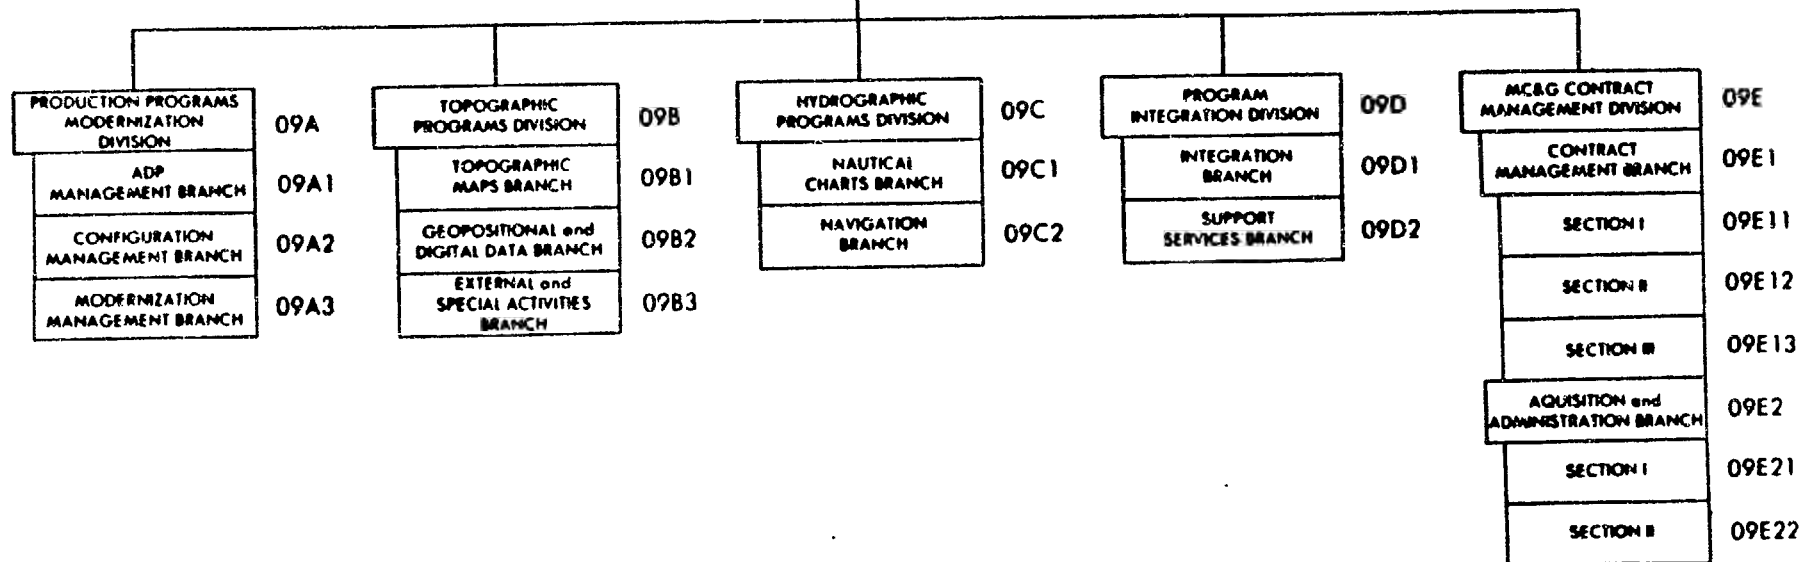 PRODUCTION PROGRAMS
MODERNIZATION
DIVISION
09A
ADP
MANAGEMENT BRANCH
09A1
CONFIGURATION
MANAGEMENT BRANCH
09A2
MODERNIZATION
MANAGEMENT BRANCH
09A3
TOPOGRAPHIC
PROGRAMS DIVISION
09B
TOPOGRAPHIC
MAPS BRANCH
09B1
GEOPOSITIONAL and
DIGITAL DATA BRANCH
09B2
EXTERNAL and
SPECIAL ACTIVITIES
BRANCH
09B3
HYDROGRAPHIC
PROGRAMS DIVISION
09C
NAUTICAL
CHARTS BRANCH
09C1
NAVIGATION
BRANCH
09C2
PROGRAM
INTEGRATION DIVISION
09D
INTEGRATION
BRANCH
09D1
SUPPORT
SERVICES BRANCH
09D2
MC&G CONTRACT
MANAGEMENT DIVISION
09E
CONTRACT
MANAGEMENT BRANCH
09E1
SECTION I
09E11
SECTION II
09E12
SECTION III
09E13
AQUISITION and
ADMINISTRATION BRANCH
09E2
SECTION I
09E21
SECTION II
09E22